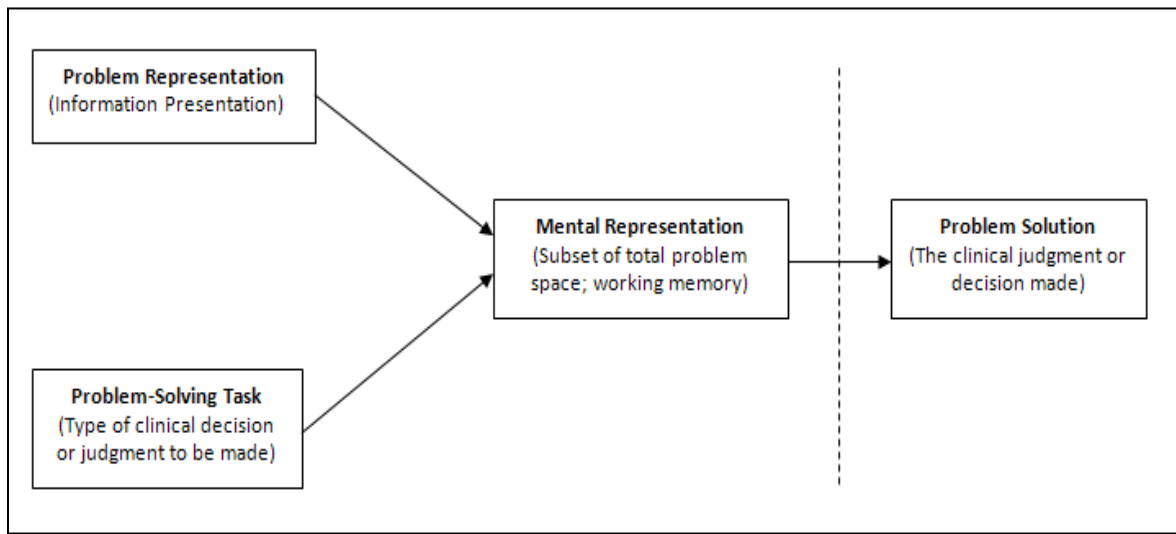 Problem Representation
(Information Presentation)
Mental Representation
(Subset of total problem
space; working memory)
Problem Solution
(The clinical judgment or
decision made)
Problem-Solving Task
(Type of clinical decision
or judgment to be made)